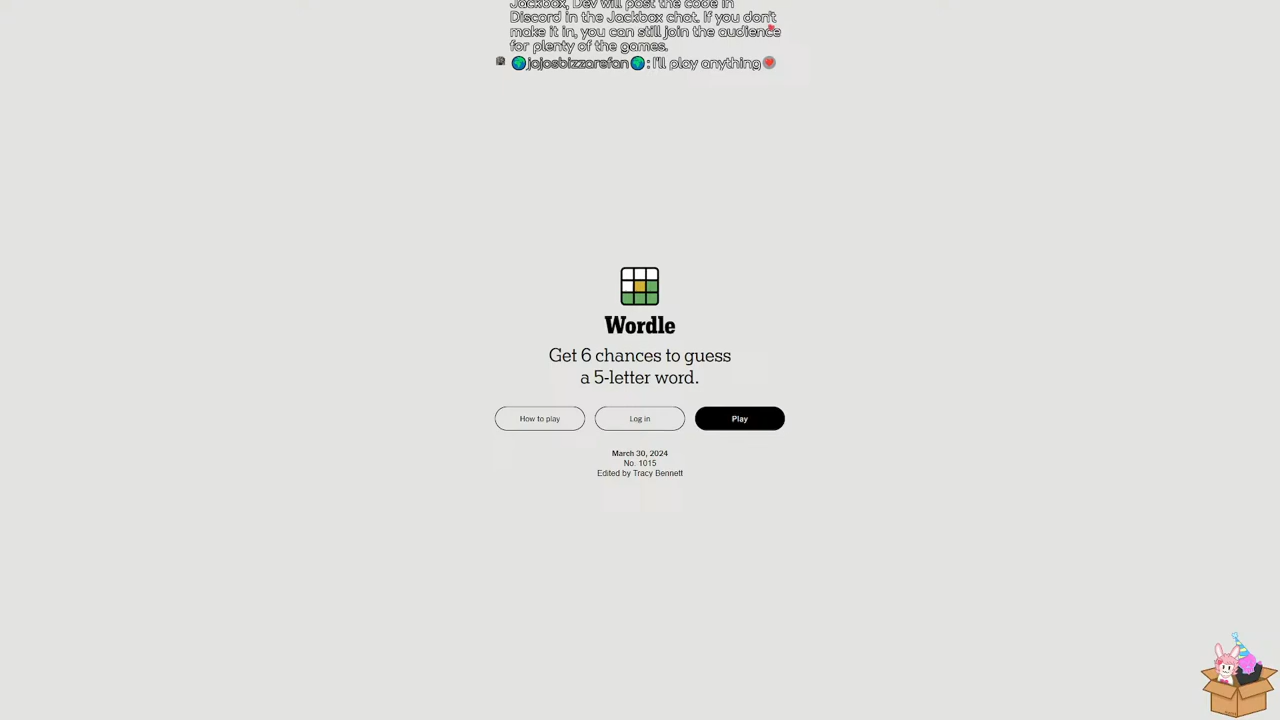 Jackbox, Dev will post the code in
Discord in the Jackbox chat. If you don't
make it in, you can still join the audience
for plenty of the games.
jojosbizzarefan: I'll play anything
Wordle
Get 6 chances to guess
a 5-letter word.
How to play
Log in
Play
March 30, 2024
No. 1015
Edited by Tracy Bennett